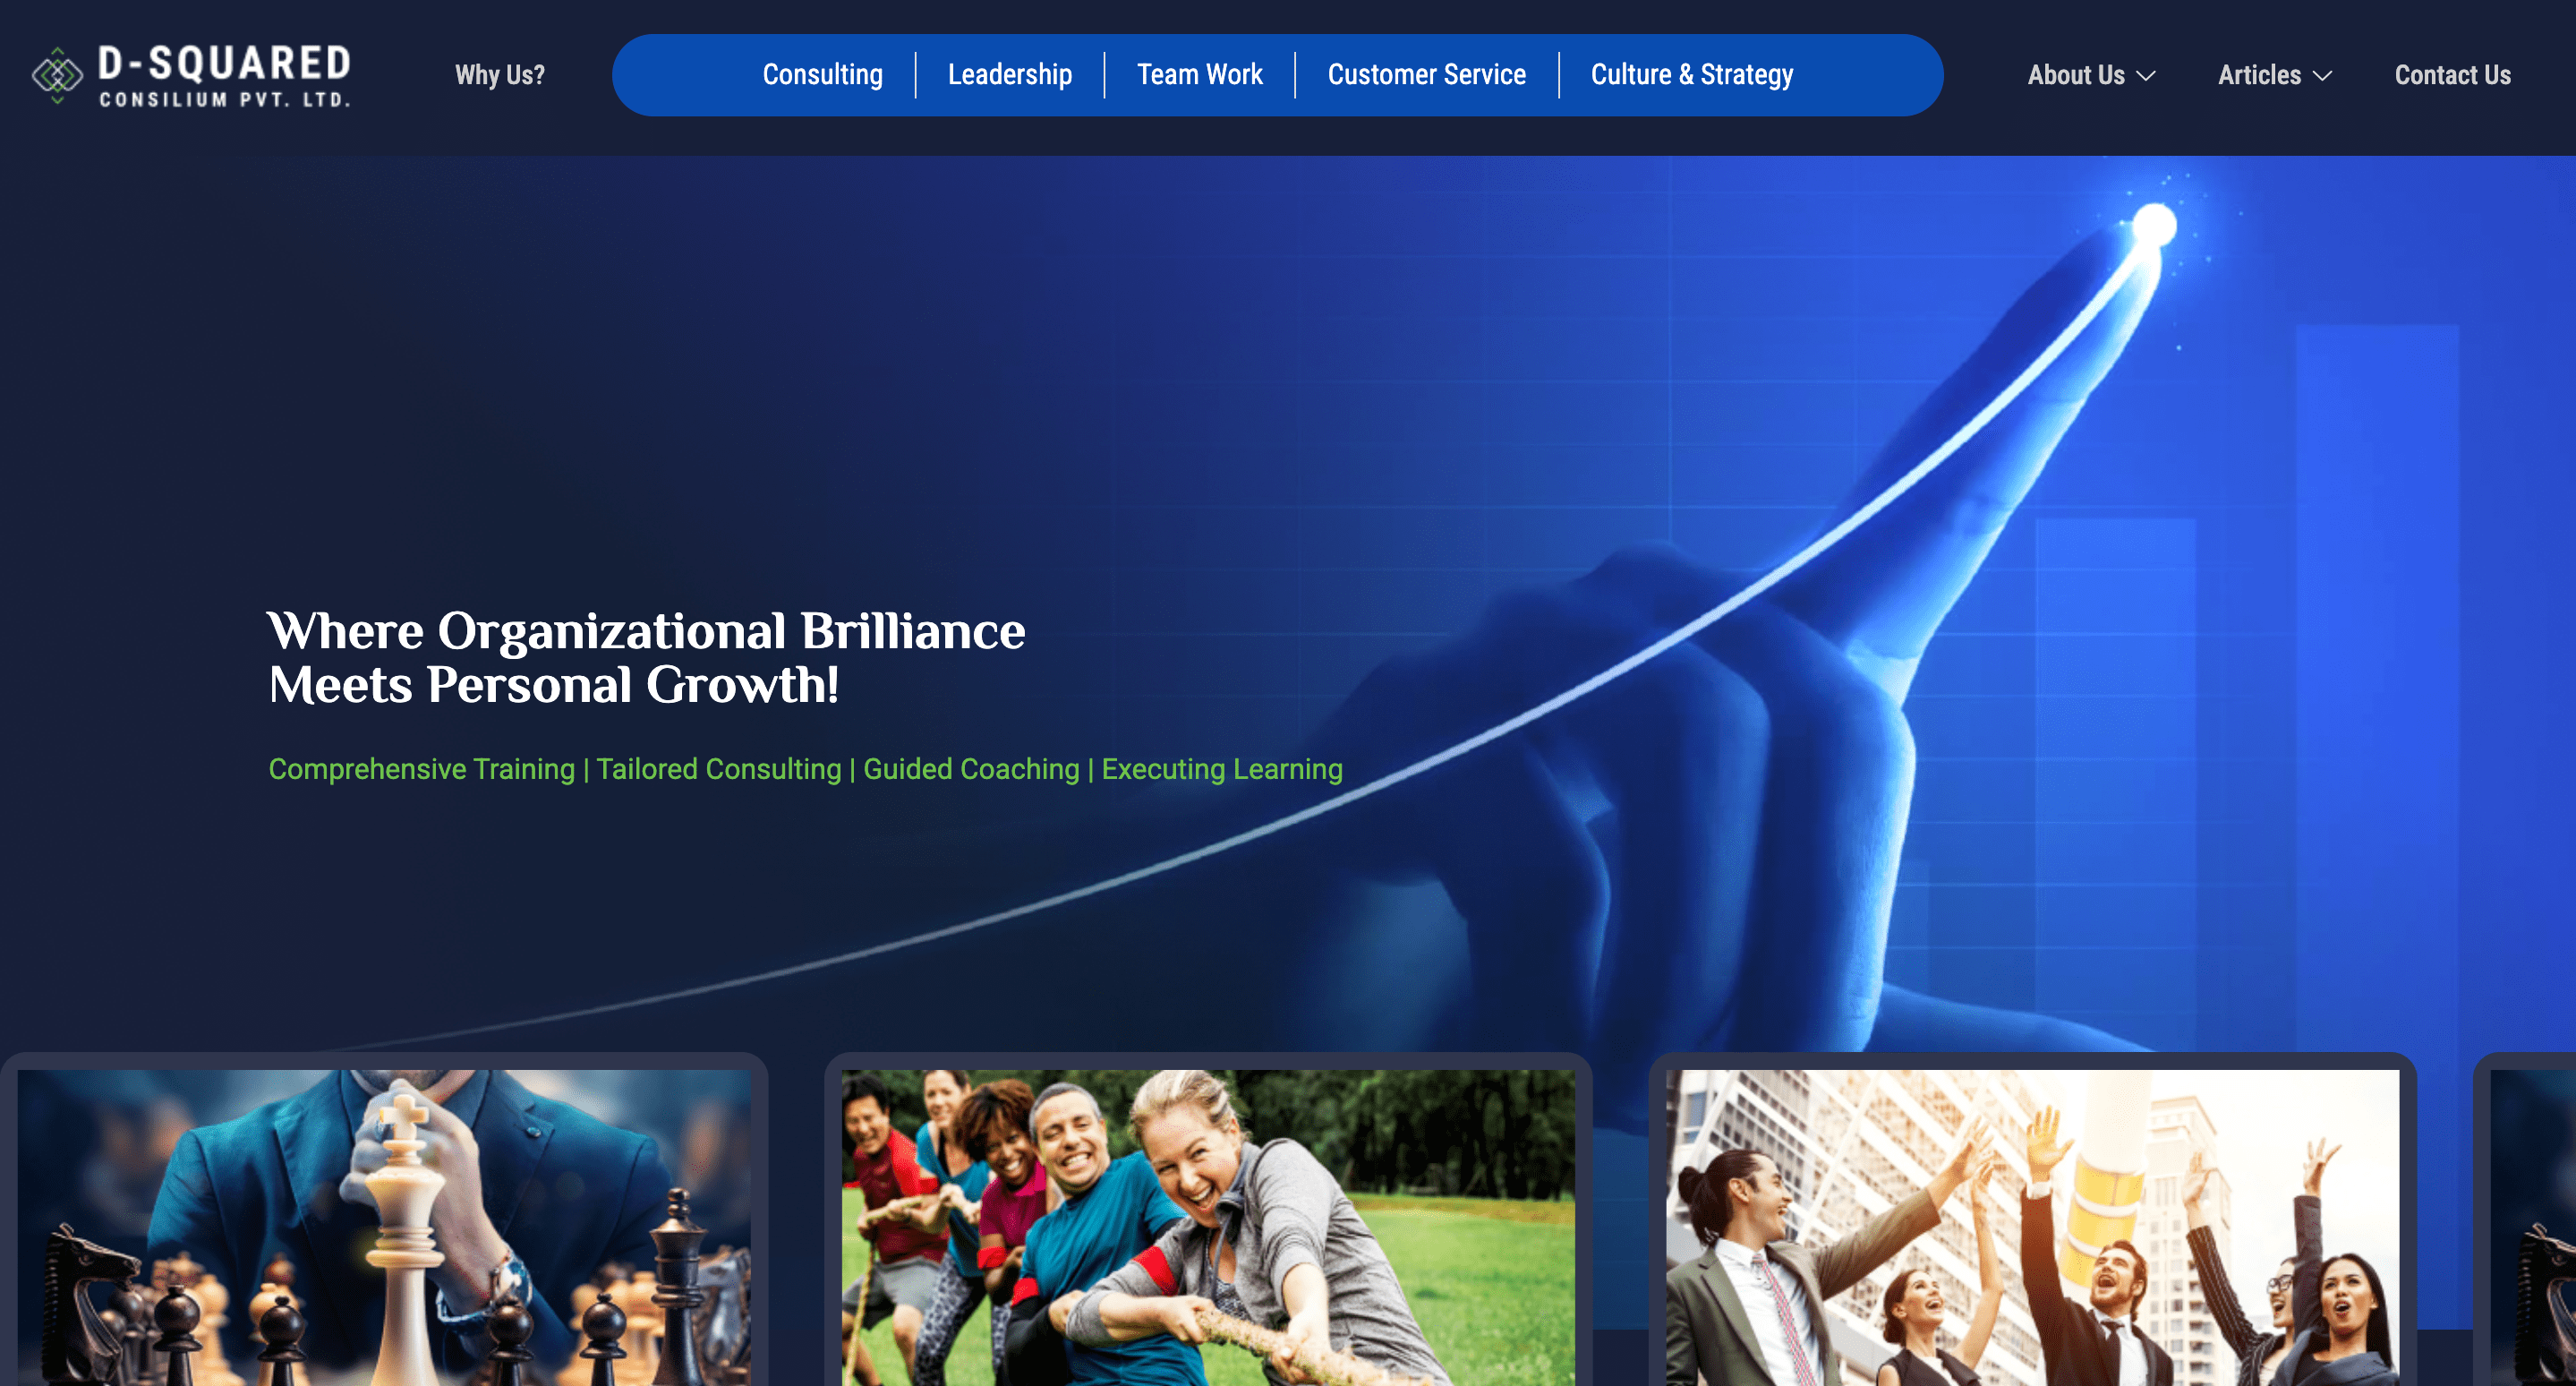 D-SQUARED
CONSILIUM PVT. LTD.
Why Us?
Consulting
Leadership
Team Work
Customer Service
Culture & Strategy
About Us
Articles
Contact Us
Where Organizational Brilliance
Meets Personal Growth!
Comprehensive Training | Tailored Consulting | Guided Coaching | Executing Learning